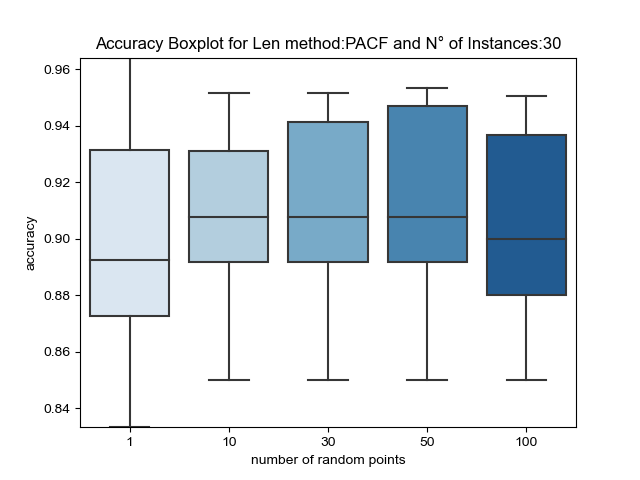 Accuracy Boxplot for Len method:PACF and N° of Instances:30
0.96
0.94
0.92
0.90
0.88
0.86
0.84
accuracy
1 10 30 50 100
number of random points